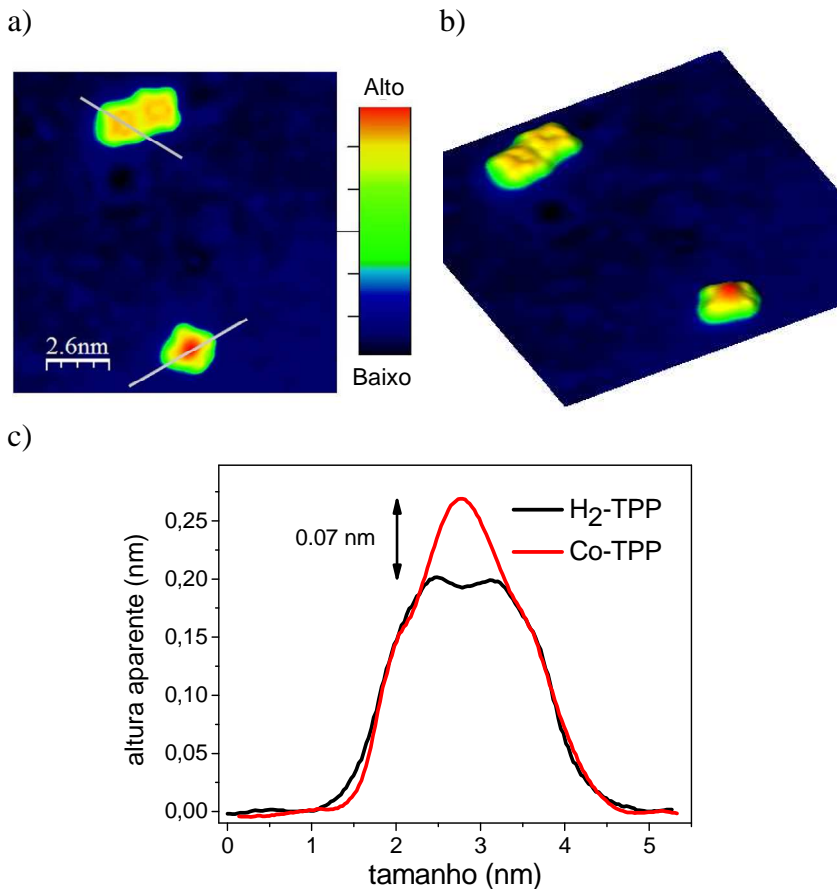 a)
b)
Alto
2.6nm
Baixo
c)
0,25
0,20
0,15
0,10
0,05
0,00
altura aparente (nm)
0.07 nm
H2-TPP
Co-TPP
0 1 2 3 4 5
tamanho (nm)